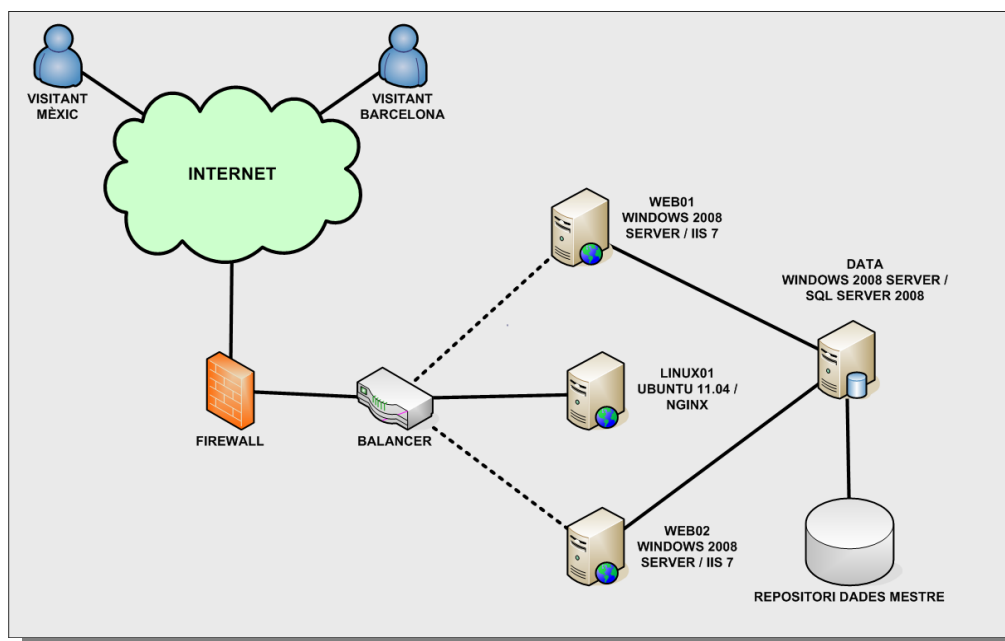 VISITANT
MÈXIC
VISITANT
BARCELONA
INTERNET
WEB01
WINDOWS 2008
SERVER / IIS 7
DATA
WINDOWS 2008 SERVER /
SQL SERVER 2008
LINUX01
UBUNTU 11.04 /
NGINX
FIREWALL
BALANCER
WEB02
WINDOWS 2008
SERVER / IIS 7
REPOSITORI DADES MESTRE